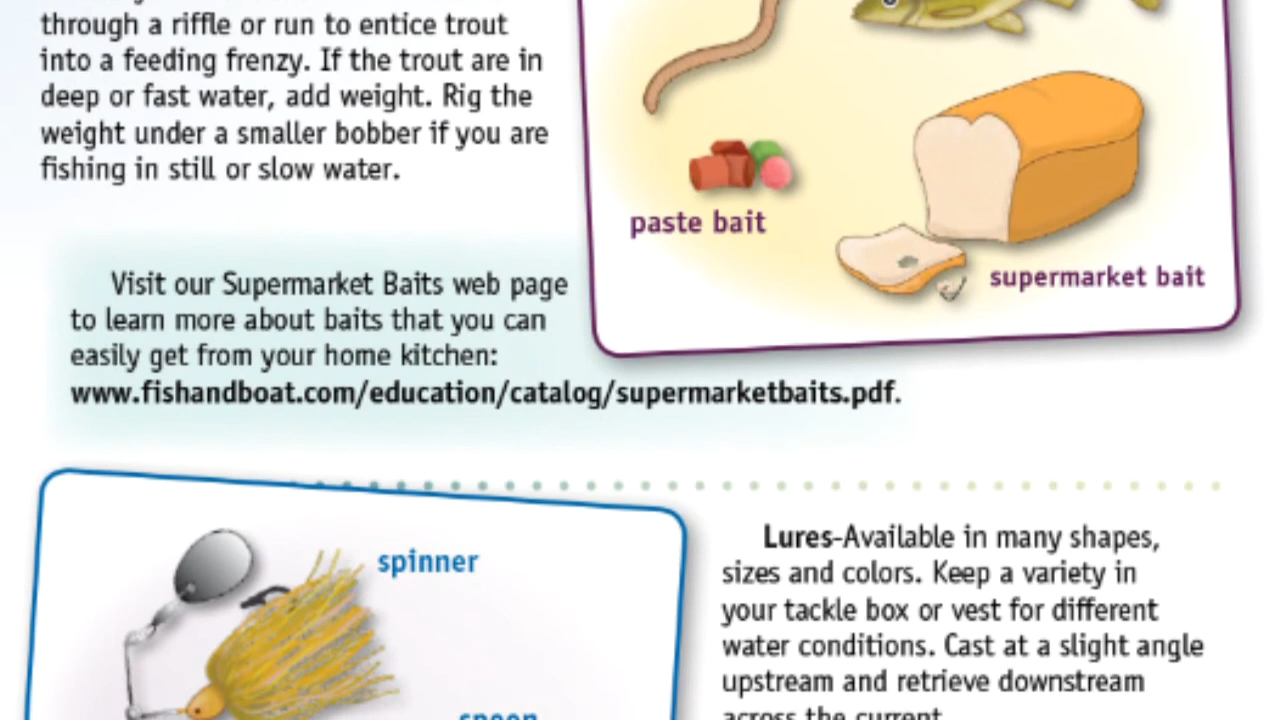 through a riffle or run to entice trout
into a feeding frenzy. If the trout are in
deep or fast water, add weight. Rig the
weight under a smaller bobber if you are
fishing in still or slow water.
paste bait
supermarket bait
Visit our Supermarket Baits web page
to learn more about baits that you can
easily get from your home kitchen:
www.fishandboat.com/education/catalog/supermarketbaits.pdf.
spinner
spoon
Lures-Available in many shapes,
sizes and colors. Keep a variety in
your tackle box or vest for different
water conditions. Cast at a slight angle
upstream and retrieve downstream
across the current.